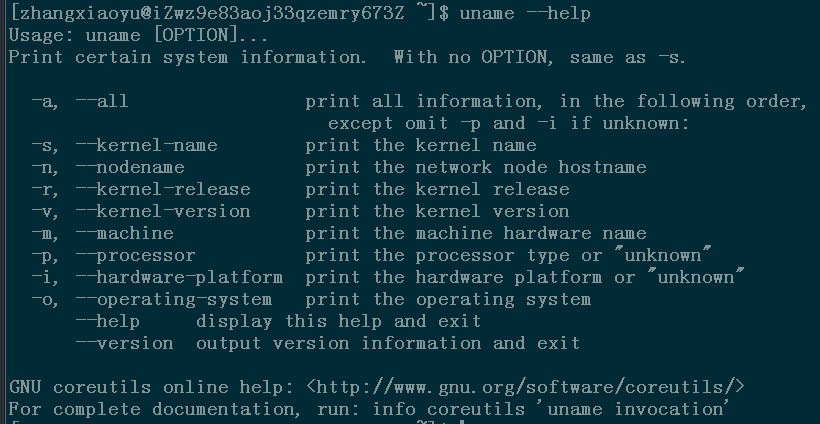 [zhangxiaoyu@iZwz9e83aoj33qzemry673Z ~]$ uname --help
Usage: uname [OPTION]...
Print certain system information.  With no OPTION, same as -s.
-a, --all                print all information, in the following order,
except omit -p and -i if unknown:
-s, --kernel-name        print the kernel name
-n, --nodename           print the network node hostname
-r, --kernel-release     print the kernel release
-v, --kernel-version     print the kernel version
-m, --machine            print the machine hardware name
-p, --processor          print the processor type or "unknown"
-i, --hardware-platform  print the hardware platform or "unknown"
-o, --operating-system   print the operating system
--help     display this help and exit
--version  output version information and exit
GNU coreutils online help: <http://www.gnu.org/software/coreutils/>
For complete documentation, run: info coreutils 'uname invocation'